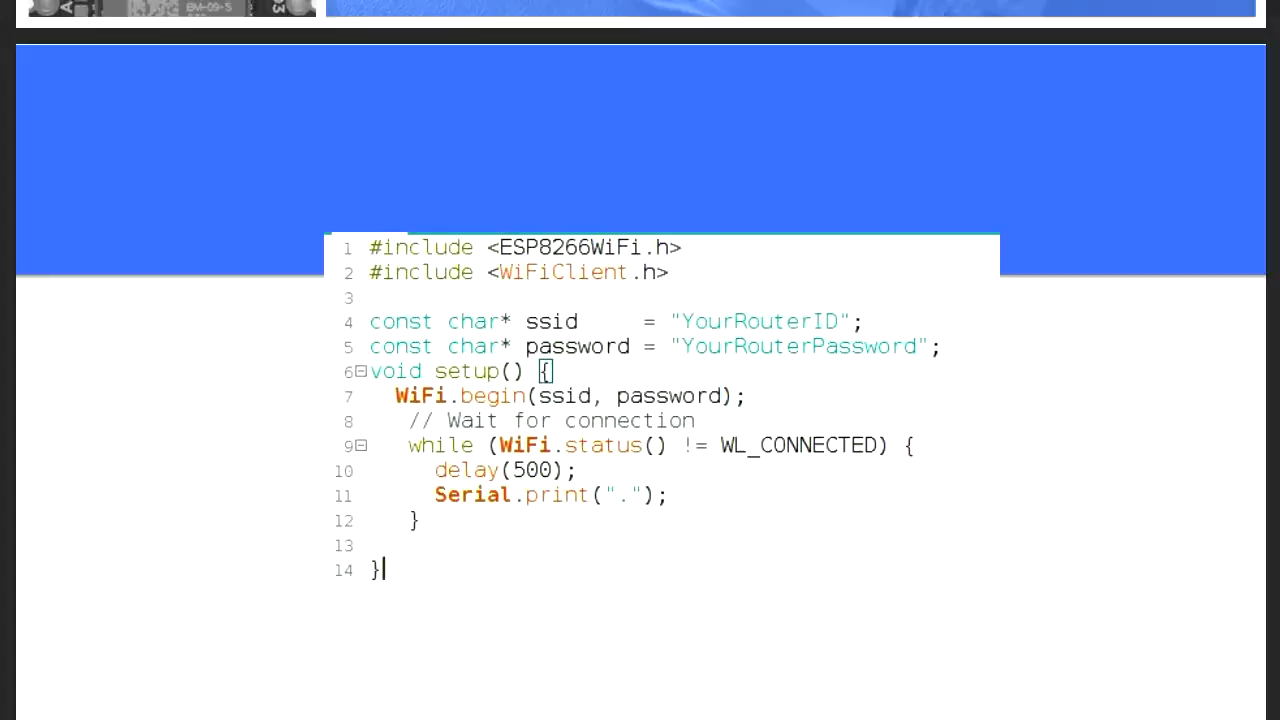 BM-09-S
1 #include <ESP8266WiFi.h>
2 #include <WiFiClient.h>
3
4 const char* ssid     = "YourRouterID";
5 const char* password = "YourRouterPassword";
6 void setup() {
7   WiFi.begin(ssid, password);
8    // Wait for connection
9    while (WiFi.status() != WL_CONNECTED) {
10      delay(500);
11      Serial.print(".");
12    }
13
14 }